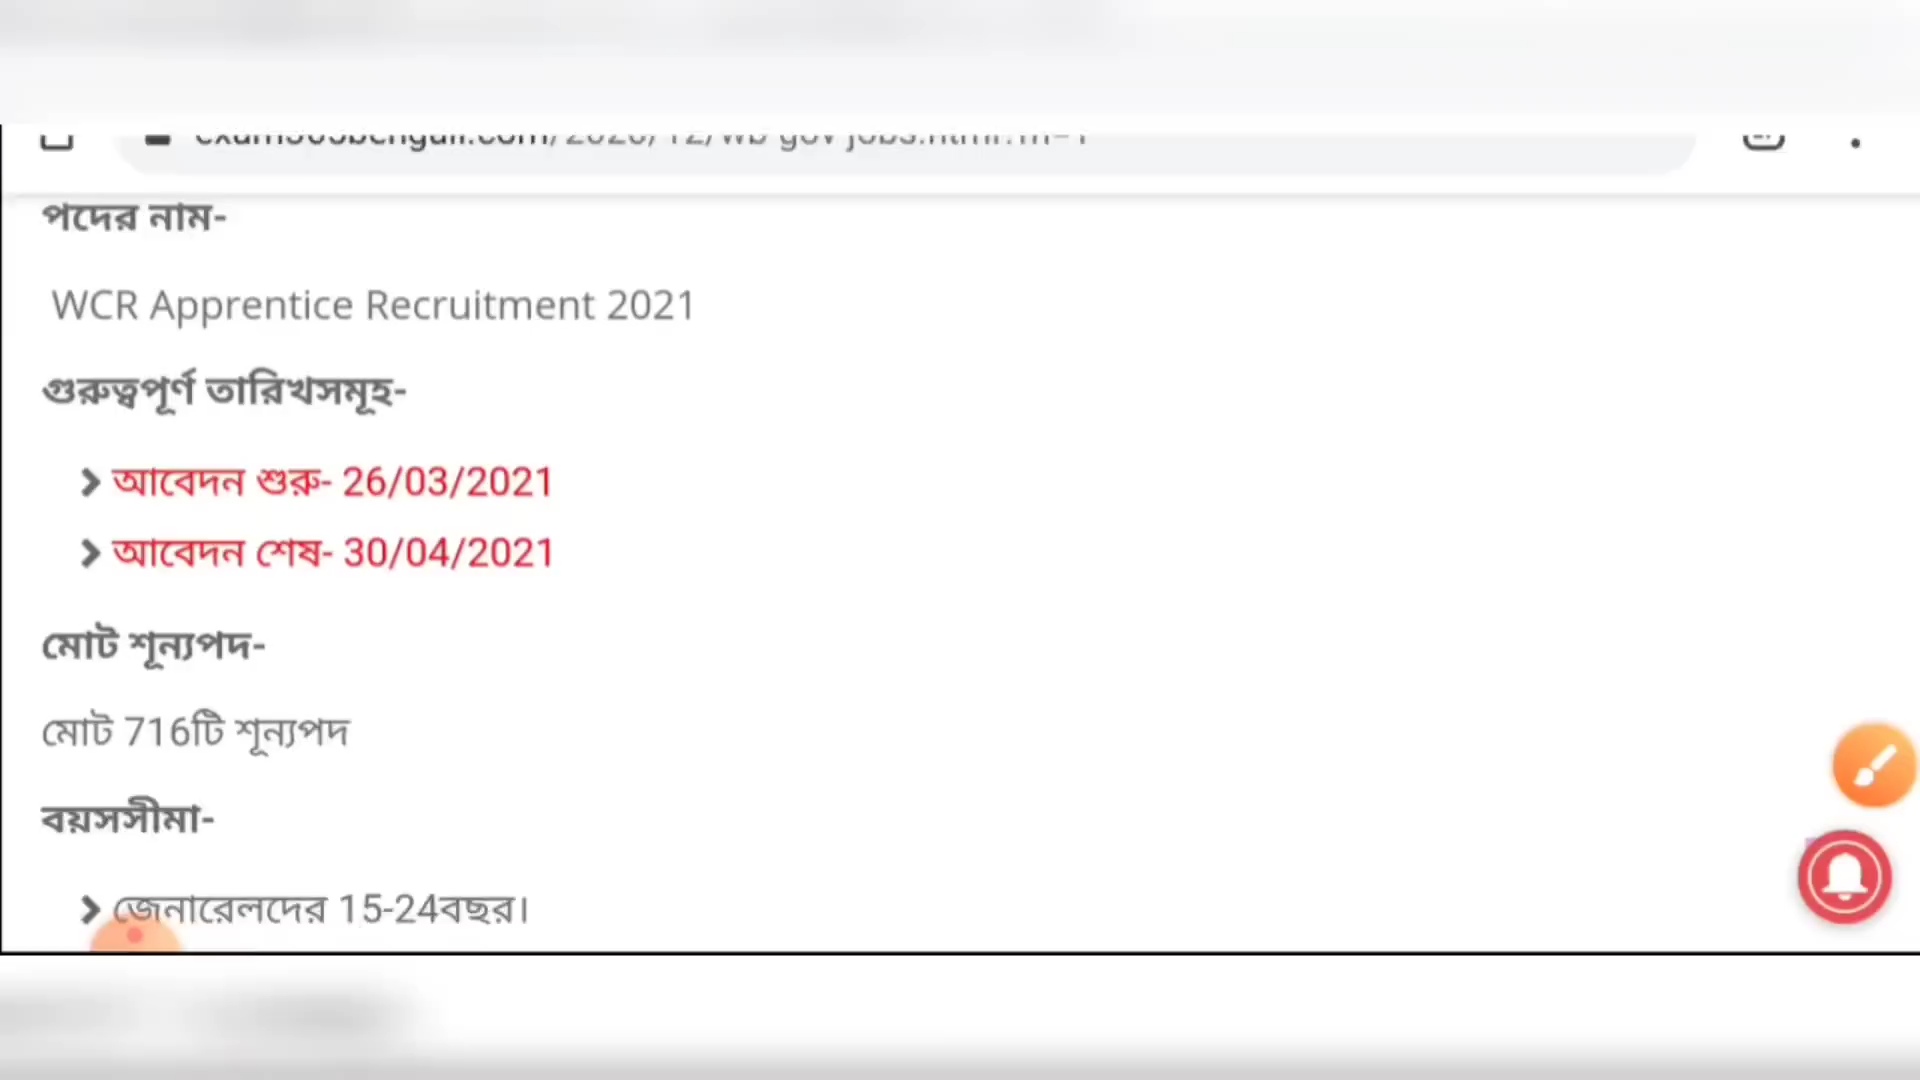 পদের নাম-
WCR Apprentice Recruitment 2021
গুরুত্বপূর্ণ তারিখসমূহ-
আবেদন শুরু- 26/03/2021
আবেদন শেষ- 30/04/2021
মোট শূন্যপদ-
মোট 716টি শূন্যপদ
বয়সসীমা-
জেনারেলদের 15-24বছর।